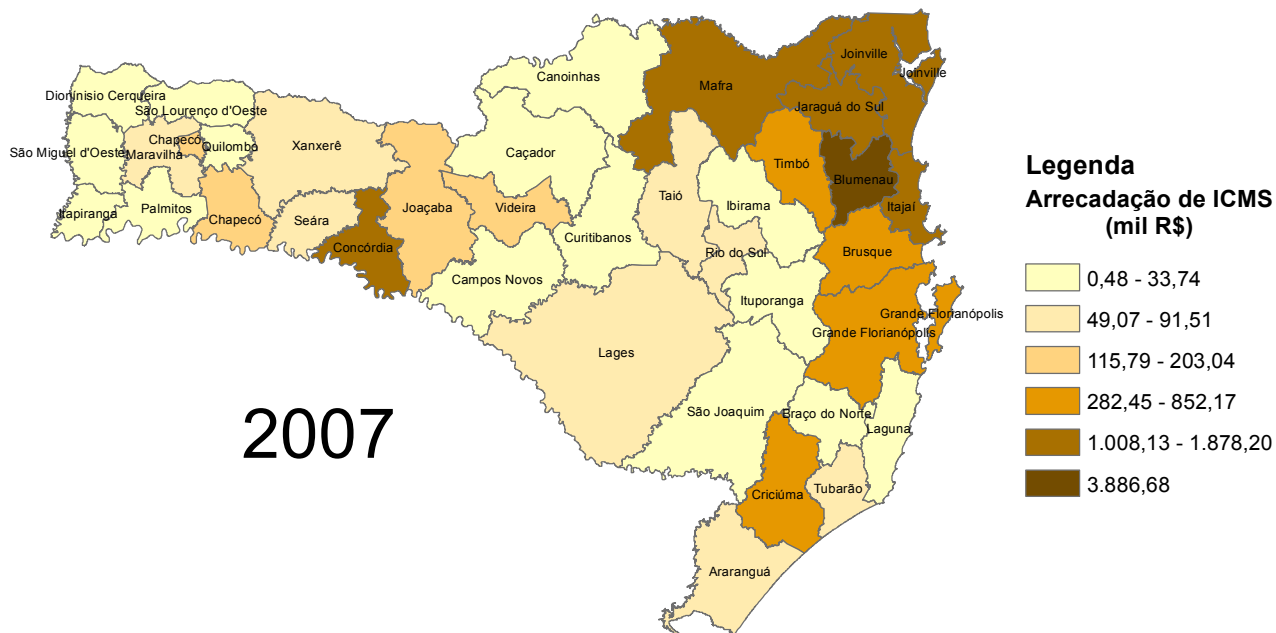 Canoinhas
Mafra
Joinville
Joinville
Dionísio Cerqueira
São Lourenço d'Oeste
Jaraguá do Sul
São Miguel d'Oeste
Chapecó
Maravilha
Quilombo
Xanxerê
Caçador
Timbó
Blumenau
Itapiranga
Palmitos
Chapecó
Seára
Joaçaba
Videira
Taió
Ibirama
Itajaí
Concórdia
Curitibanos
Rio do Sul
Brusque
Campos Novos
Ituporanga
Grande Florianópolis
Grande Florianópolis
Lages
São Joaquim
Braço do Norte
Laguna
Criciúma
Tubarão
Araranguá
2007
Legenda
Arrecadação de ICMS
(mil R$)
0,48 - 33,74
49,07 - 91,51
115,79 - 203,04
282,45 - 852,17
1.008,13 - 1.878,20
3.886,68